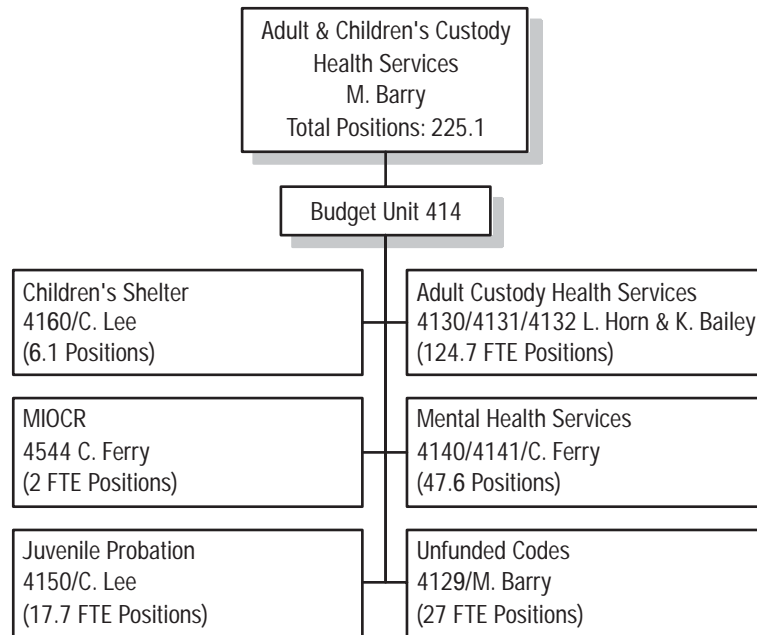 Adult & Children's Custody
Health Services
M. Barry
Total Positions: 225.1
Budget Unit 414
Children's Shelter
4160/C. Lee
(6.1 Positions)
Adult Custody Health Services
4130/4131/4132 L. Horn & K. Bailey
(124.7 FTE Positions)
MIOCR
4544 C. Ferry
(2 FTE Positions)
Mental Health Services
4140/4141/C. Ferry
(47.6 Positions)
Juvenile Probation
4150/C. Lee
(17.7 FTE Positions)
Unfunded Codes
4129/M. Barry
(27 FTE Positions)